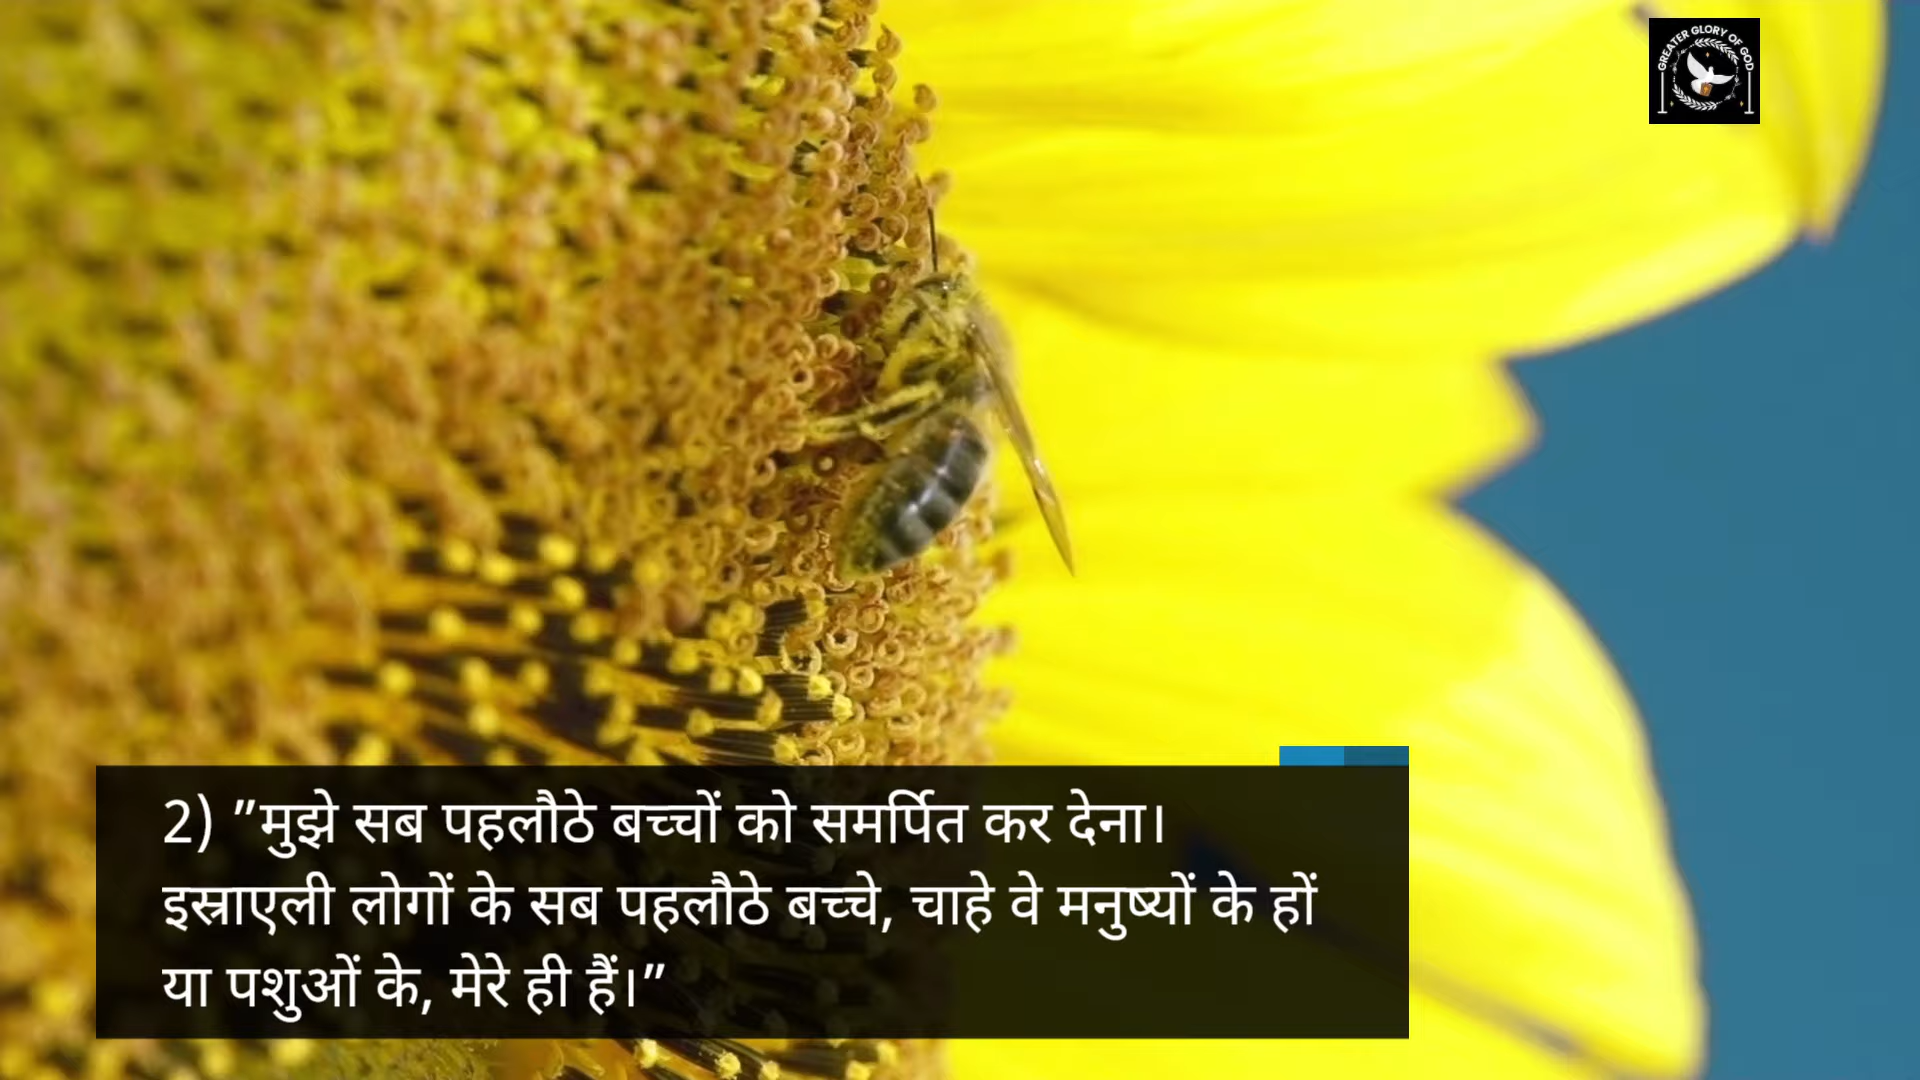 GREATER GLORY OF GOD
2) "मुझे सब पहलौठे बच्चों को समर्पित कर देना।
इस्राएली लोगों के सब पहलौठे बच्चे, चाहे वे मनुष्यों के हों
या पशुओं के, मेरे ही हैं।"